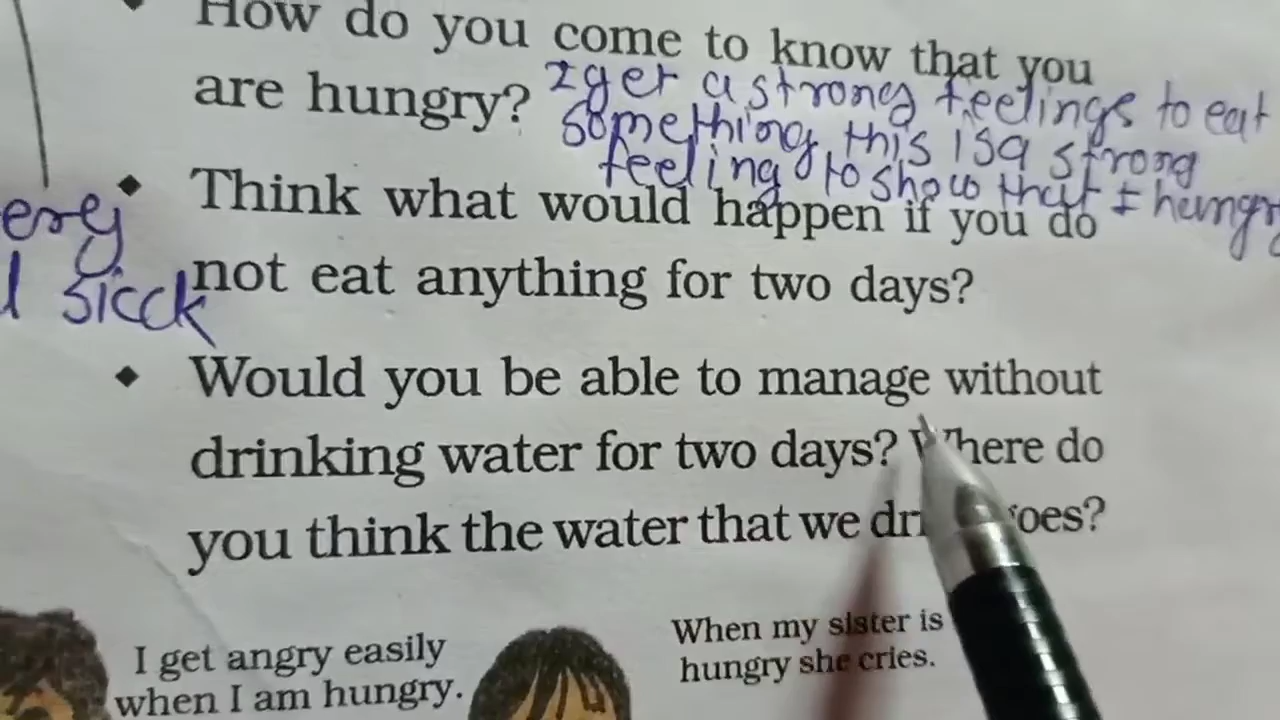 How do you come to know that you
are hungry? I get a strong feelings to eat
something, this is a strong
feeling to show that I hungry
Think what would happen if you do
not eat anything for two days?
sicck
Would you be able to manage without
drinking water for two days? Where do
you think the water that we goes?
I get angry easily
when I am hungry.
When my sister is
hungry she cries.